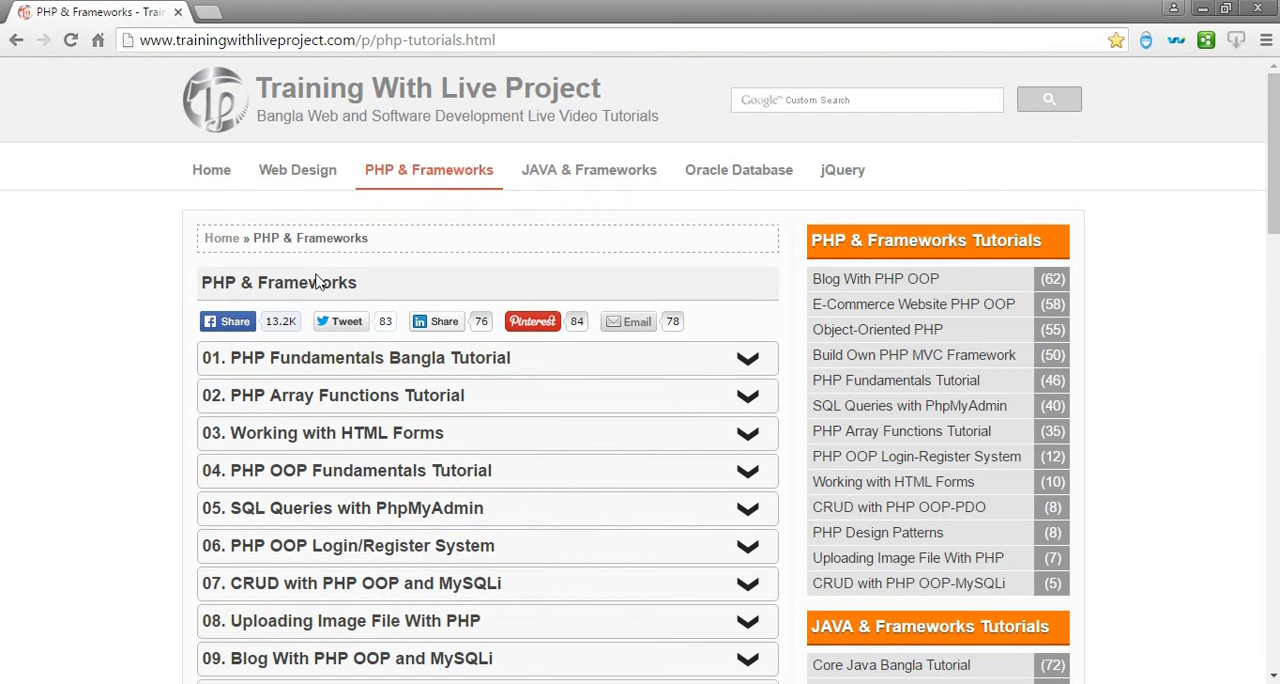 PHP & Frameworks - Trai
www.trainingwithliveproject.com/p/php-tutorials.html
Training With Live Project
Bangla Web and Software Development Live Video Tutorials
Google™ Custom Search
Home
Web Design
PHP & Frameworks
JAVA & Frameworks
Oracle Database
jQuery
Home » PHP & Frameworks
PHP & Frameworks
Share 13.2K
Tweet 83
Share 76
Pinterest 84
Email 78
01. PHP Fundamentals Bangla Tutorial
02. PHP Array Functions Tutorial
03. Working with HTML Forms
04. PHP OOP Fundamentals Tutorial
05. SQL Queries with PhpMyAdmin
06. PHP OOP Login/Register System
07. CRUD with PHP OOP and MySQLi
08. Uploading Image File With PHP
09. Blog With PHP OOP and MySQLi
PHP & Frameworks Tutorials
Blog With PHP OOP (62)
E-Commerce Website PHP OOP (58)
Object-Oriented PHP (55)
Build Own PHP MVC Framework (50)
PHP Fundamentals Tutorial (46)
SQL Queries with PhpMyAdmin (40)
PHP Array Functions Tutorial (35)
PHP OOP Login-Register System (12)
Working with HTML Forms (10)
CRUD with PHP OOP-PDO (8)
PHP Design Patterns (8)
Uploading Image File With PHP (7)
CRUD with PHP OOP-MySQLi (5)
JAVA & Frameworks Tutorials
Core Java Bangla Tutorial (72)